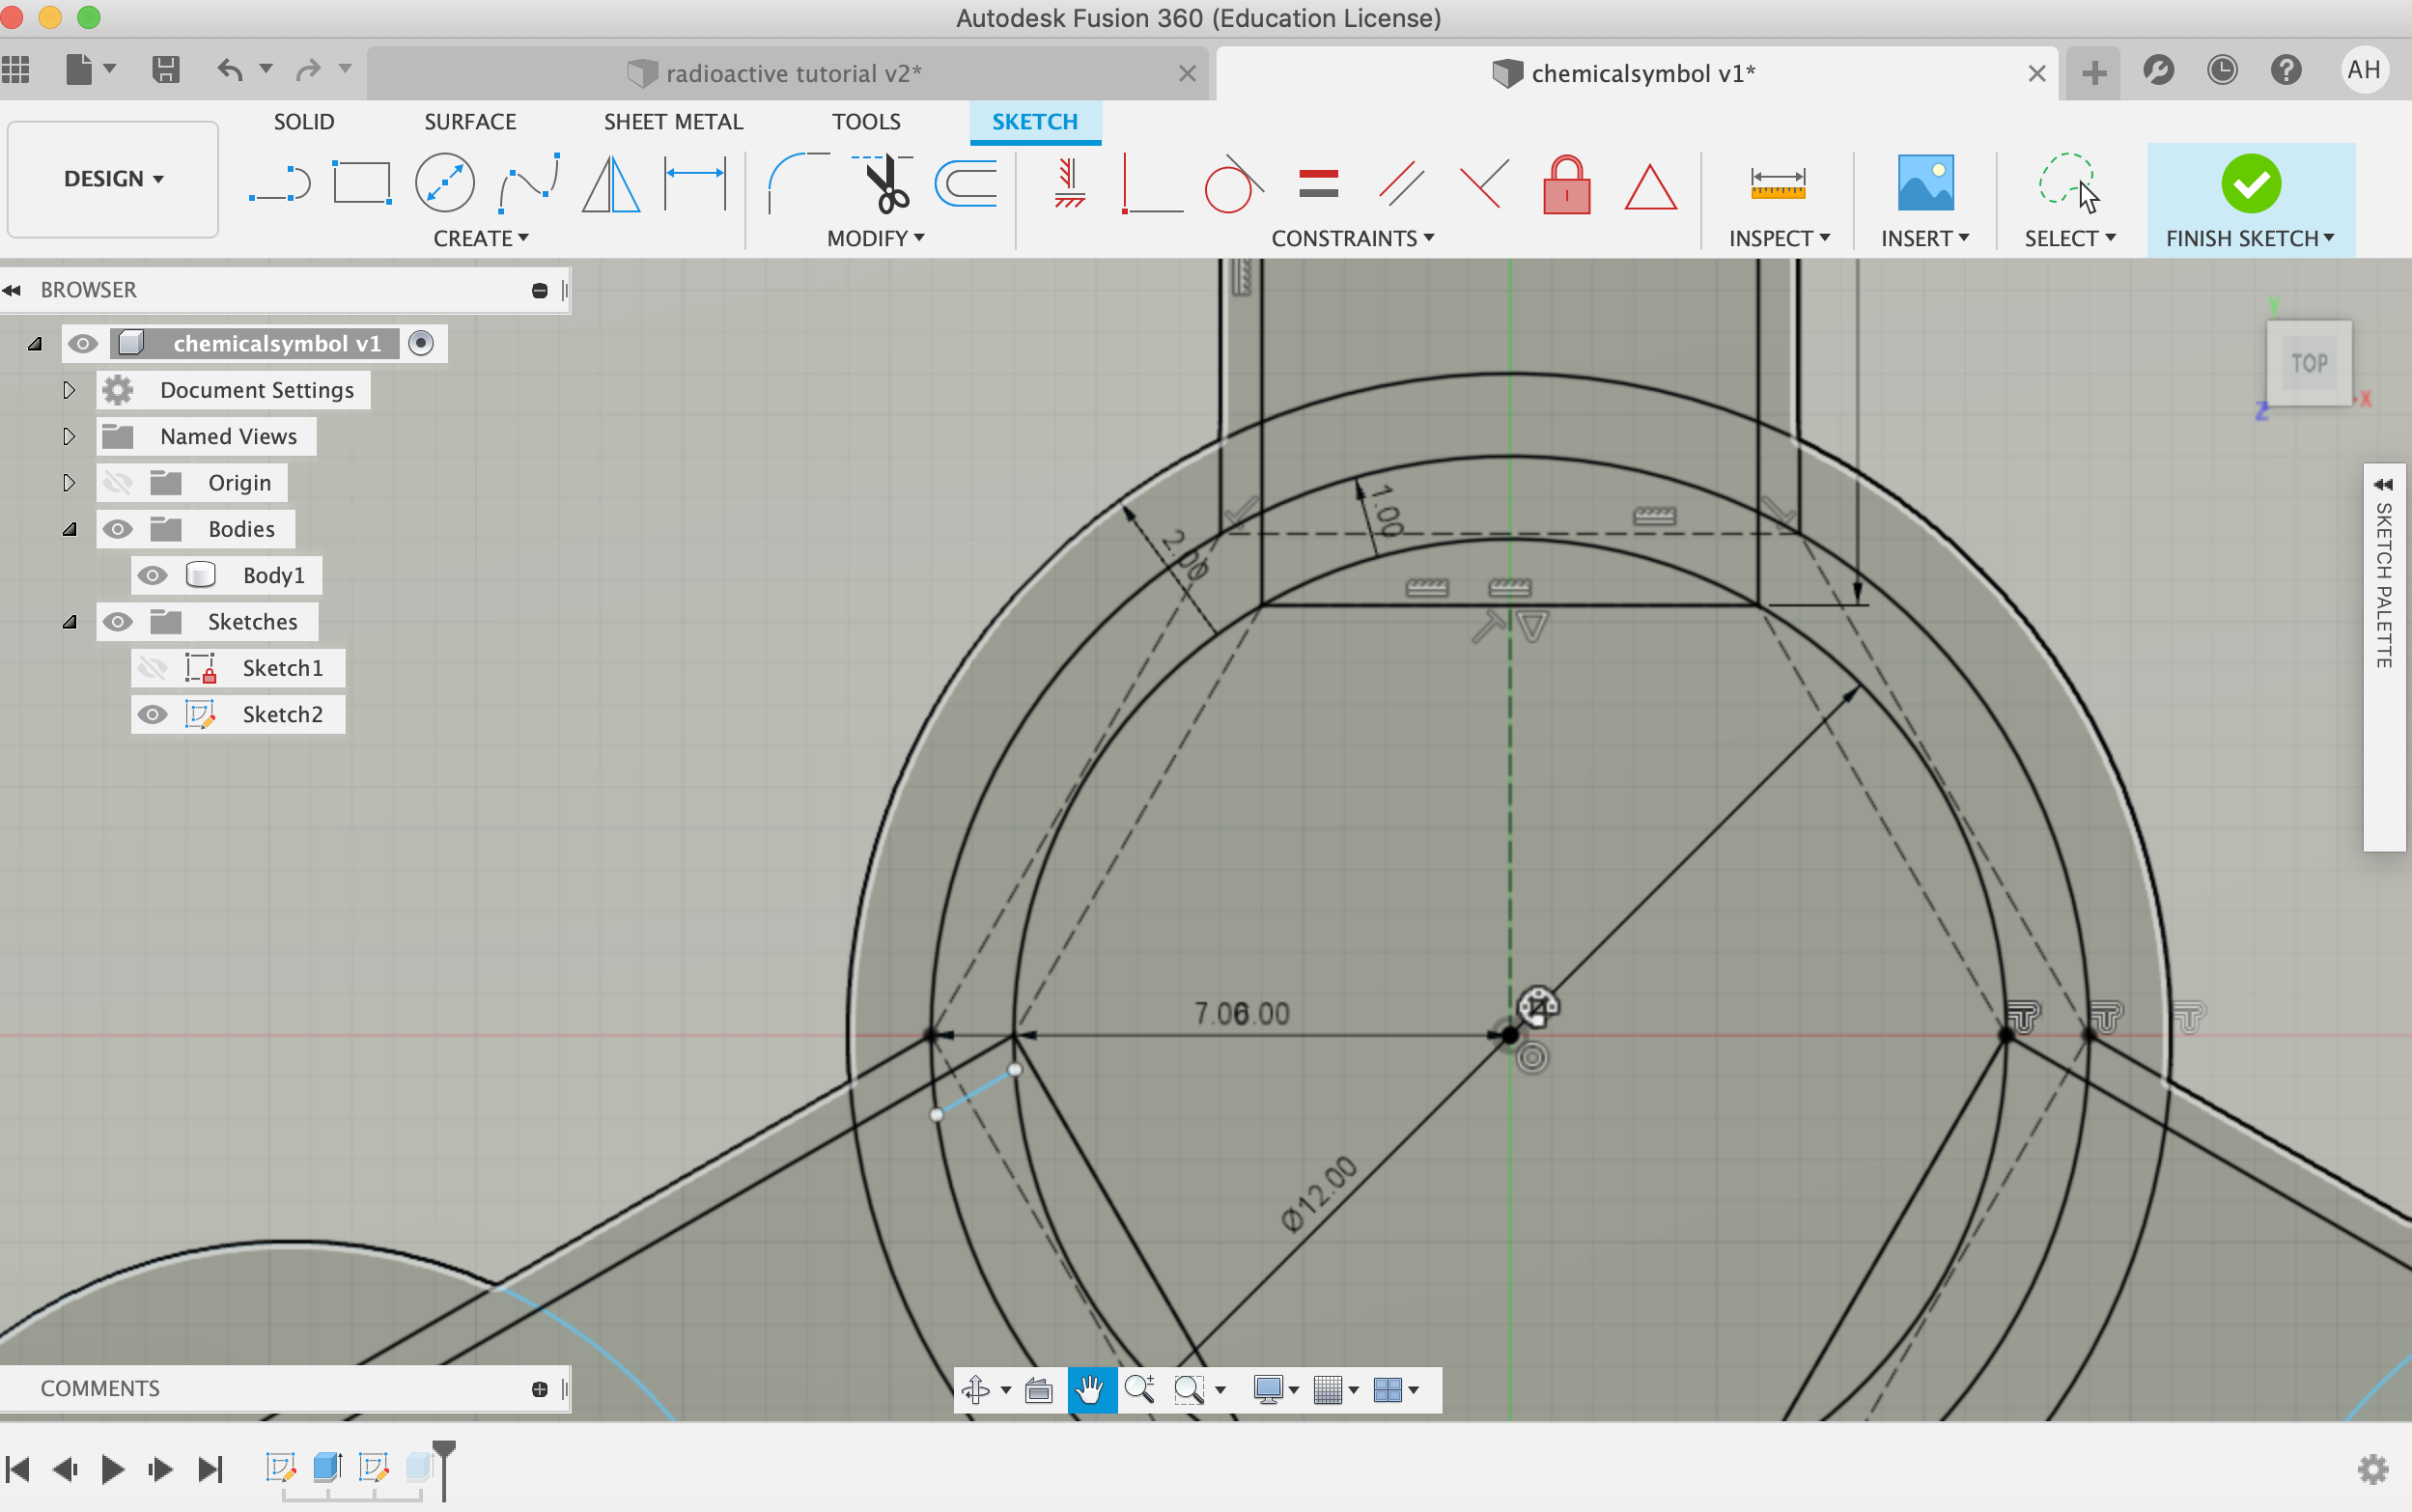 Autodesk Fusion 360 (Education License)
radioactive tutorial v2*
chemicalsymbol v1*
AH
SOLID
SURFACE
SHEET METAL
TOOLS
SKETCH
DESIGN
CREATE
MODIFY
CONSTRAINTS
INSPECT
INSERT
SELECT
FINISH SKETCH
BROWSER
chemicalsymbol v1
Document Settings
Named Views
Origin
Bodies
Body1
Sketches
Sketch1
Sketch2
Y
TOP
X
Z
SKETCH PALETTE
1.00
2.00
7.00
6.00
Ø12.00
COMMENTS